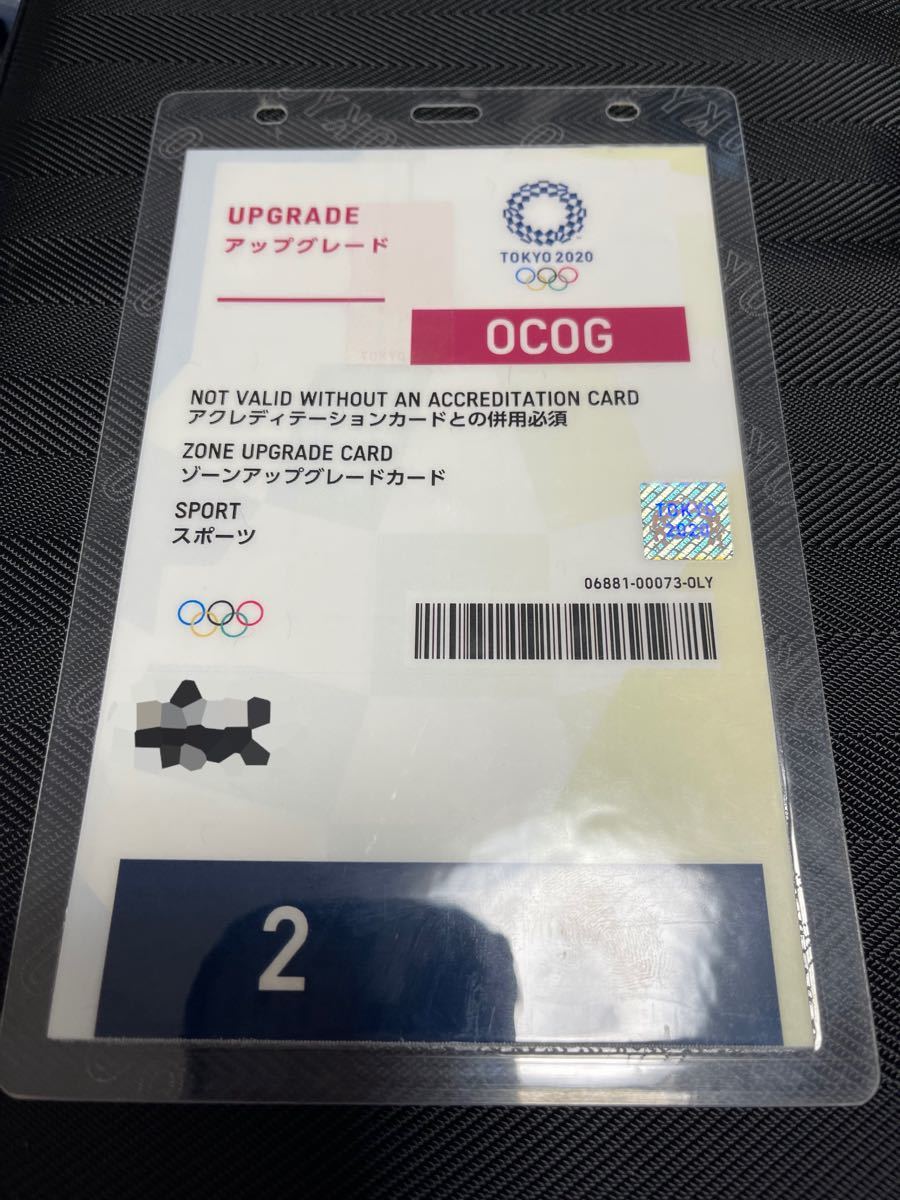 UPGRADE
アップグレード
TOKYO 2020
OCOG
NOT VALID WITHOUT AN ACCREDITATION CARD
アクレディテーションカードとの併用必須
ZONE UPGRADE CARD
ゾーンアップグレードカード
SPORT
スポーツ
TOKYO
2020
06881-00073-OLY
2